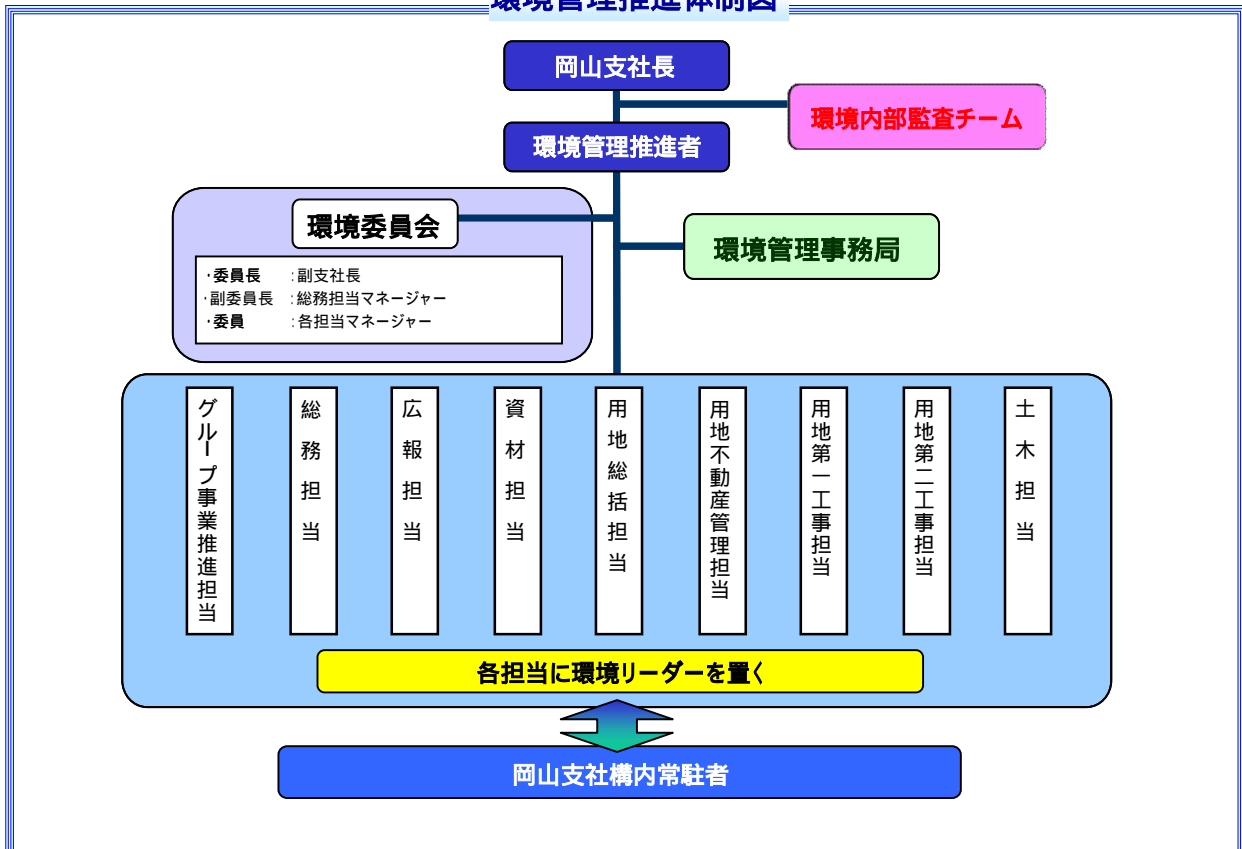 環境管理推進体制図
岡山支社長
環境内部監査チーム
環境管理推進者
環境委員会
環境管理事務局
・委員長　：副支社長
・副委員長　：総務担当マネージャー
・委員　：各担当マネージャー
グループ事業推進担当
総務担当
広報担当
資材担当
用地総括担当
用地不動産管理担当
用地第一工事担当
用地第二工事担当
土木担当
各担当に環境リーダーを置く
岡山支社構内常駐者